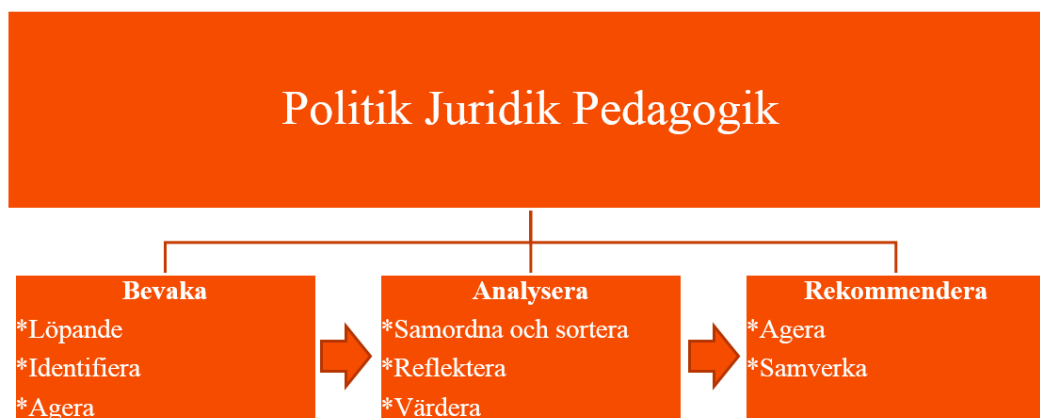 Politik Juridik Pedagogik
Bevaka
*Löpande
*Identifiera
*Agera
Analysera
*Samordna och sortera
*Reflektera
*Värdera
Rekommendera
*Agera
*Samverka